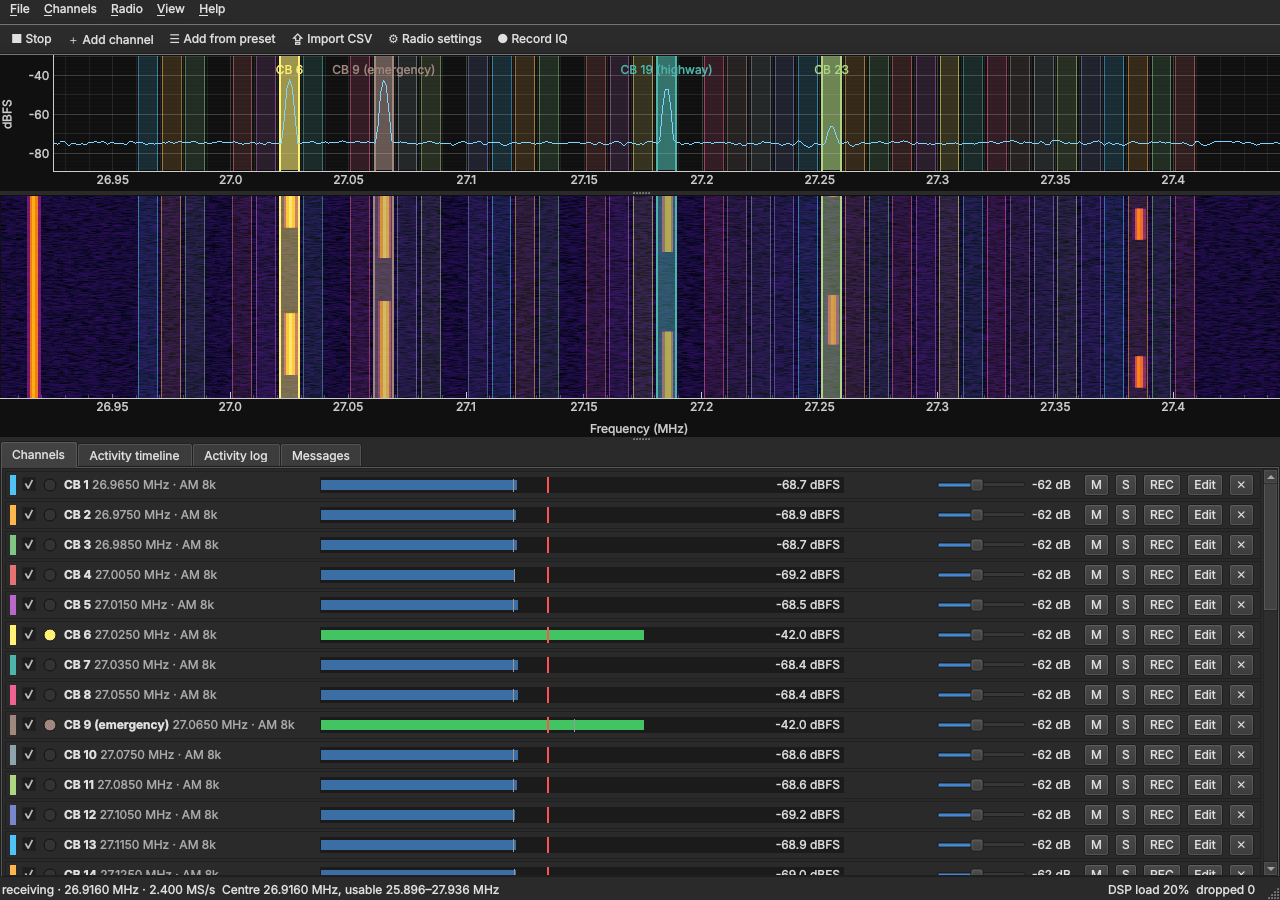 File Channels Radio View Help
Stop + Add channel Add from preset Import CSV Radio settings Record IQ
CB 6 CB 9 (emergency) CB 19 (highway) CB 23
dBFS
-40
-60
-80
26.95 27.0 27.05 27.1 27.15 27.2 27.25 27.3 27.35 27.4
26.95 27.0 27.05 27.1 27.15 27.2 27.25 27.3 27.35 27.4
Frequency (MHz)
Channels Activity timeline Activity log Messages
CB 1 26.9650 MHz · AM 8k -68.7 dBFS -62 dB M S REC Edit ×
CB 2 26.9750 MHz · AM 8k -68.9 dBFS -62 dB M S REC Edit ×
CB 3 26.9850 MHz · AM 8k -68.7 dBFS -62 dB M S REC Edit ×
CB 4 27.0050 MHz · AM 8k -69.2 dBFS -62 dB M S REC Edit ×
CB 5 27.0150 MHz · AM 8k -68.5 dBFS -62 dB M S REC Edit ×
CB 6 27.0250 MHz · AM 8k -42.0 dBFS -62 dB M S REC Edit ×
CB 7 27.0350 MHz · AM 8k -68.4 dBFS -62 dB M S REC Edit ×
CB 8 27.0550 MHz · AM 8k -68.4 dBFS -62 dB M S REC Edit ×
CB 9 (emergency) 27.0650 MHz · AM 8k -42.0 dBFS -62 dB M S REC Edit ×
CB 10 27.0750 MHz · AM 8k -68.6 dBFS -62 dB M S REC Edit ×
CB 11 27.0850 MHz · AM 8k -68.6 dBFS -62 dB M S REC Edit ×
CB 12 27.1050 MHz · AM 8k -69.2 dBFS -62 dB M S REC Edit ×
CB 13 27.1150 MHz · AM 8k -68.9 dBFS -62 dB M S REC Edit ×
CB 14 27.1250 MHz · AM 8k -69.0 dBFS -62 dB M S REC Edit ×
receiving · 26.9160 MHz · 2.400 MS/s Centre 26.9160 MHz, usable 25.896–27.936 MHz DSP load 20% dropped 0